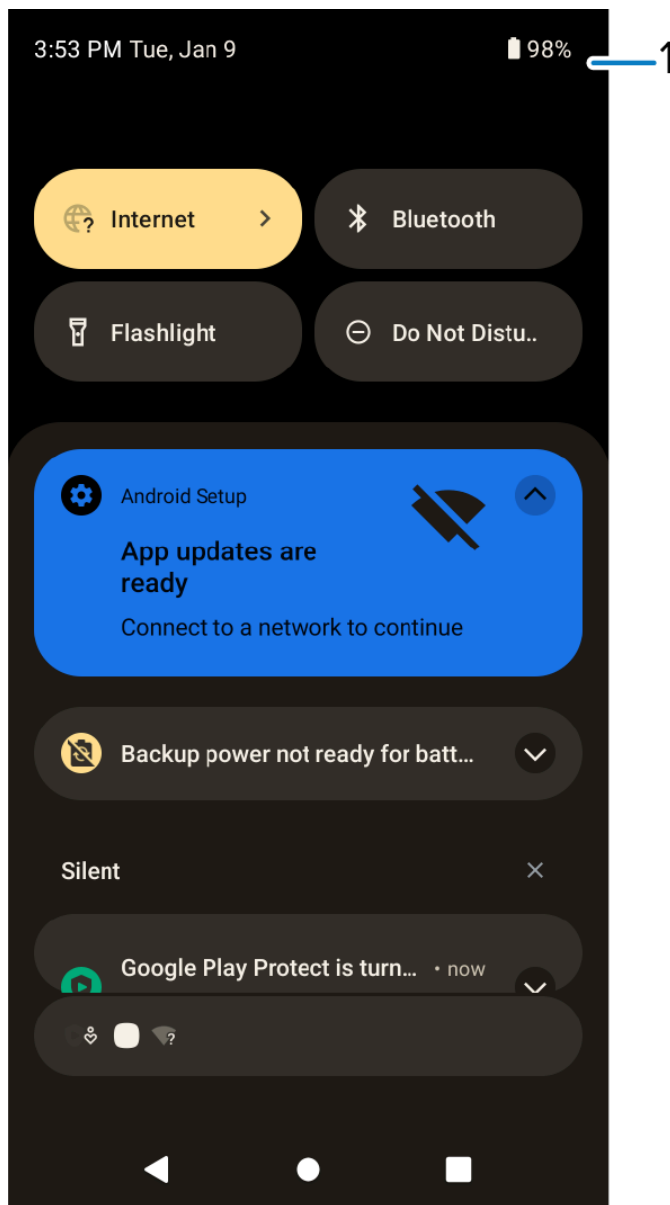 3:53 PM Tue, Jan 9 98%
1
Internet
Bluetooth
Flashlight
Do Not Distu..
Android Setup
App updates are
ready
Connect to a network to continue
Backup power not ready for batt...
Silent
Google Play Protect is turn... • now